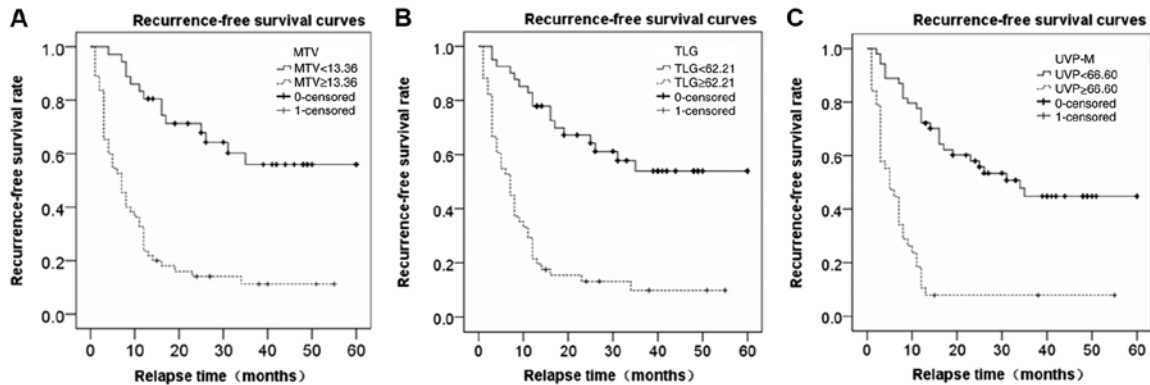 A
Recurrence-free survival curves
Recurrence-free survival rate
1.0
0.8
0.6
0.4
0.2
0.0
MTV
MTV<13.36
MTV≥13.36
0-censored
1-censored
0 10 20 30 40 50 60
Relapse time (months)
B
Recurrence-free survival curves
Recurrence-free survival rate
1.0
0.8
0.6
0.4
0.2
0.0
TLG
TLG<62.21
TLG≥62.21
0-censored
1-censored
0 10 20 30 40 50 60
Relapse time (months)
C
Recurrence-free survival curves
Recurrence-free survival rate
1.0
0.8
0.6
0.4
0.2
0.0
UVP-M
UVP<66.60
UVP≥66.60
0-censored
1-censored
0 10 20 30 40 50 60
Relapse time (months)